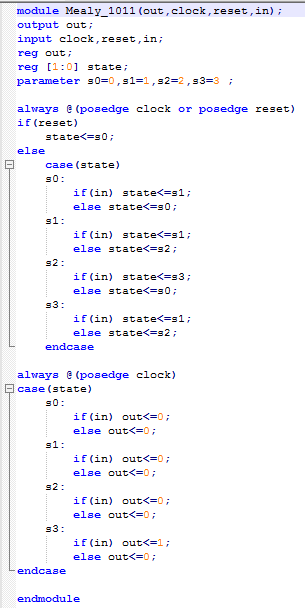 module Mealy_1011(out,clock,reset,in);
output out;
input clock,reset,in;
reg out;
reg [1:0] state;
parameter s0=0,s1=1,s2=2,s3=3 ;
always @(posedge clock or posedge reset)
if(reset)
state<=s0;
else
case(state)
s0:
if(in) state<=s1;
else state<=s0;
s1:
if(in) state<=s1;
else state<=s2;
s2:
if(in) state<=s3;
else state<=s0;
s3:
if(in) state<=s1;
else state<=s2;
endcase
always @(posedge clock)
case(state)
s0:
if(in) out<=0;
else out<=0;
s1:
if(in) out<=0;
else out<=0;
s2:
if(in) out<=0;
else out<=0;
s3:
if(in) out<=1;
else out<=0;
endcase
endmodule